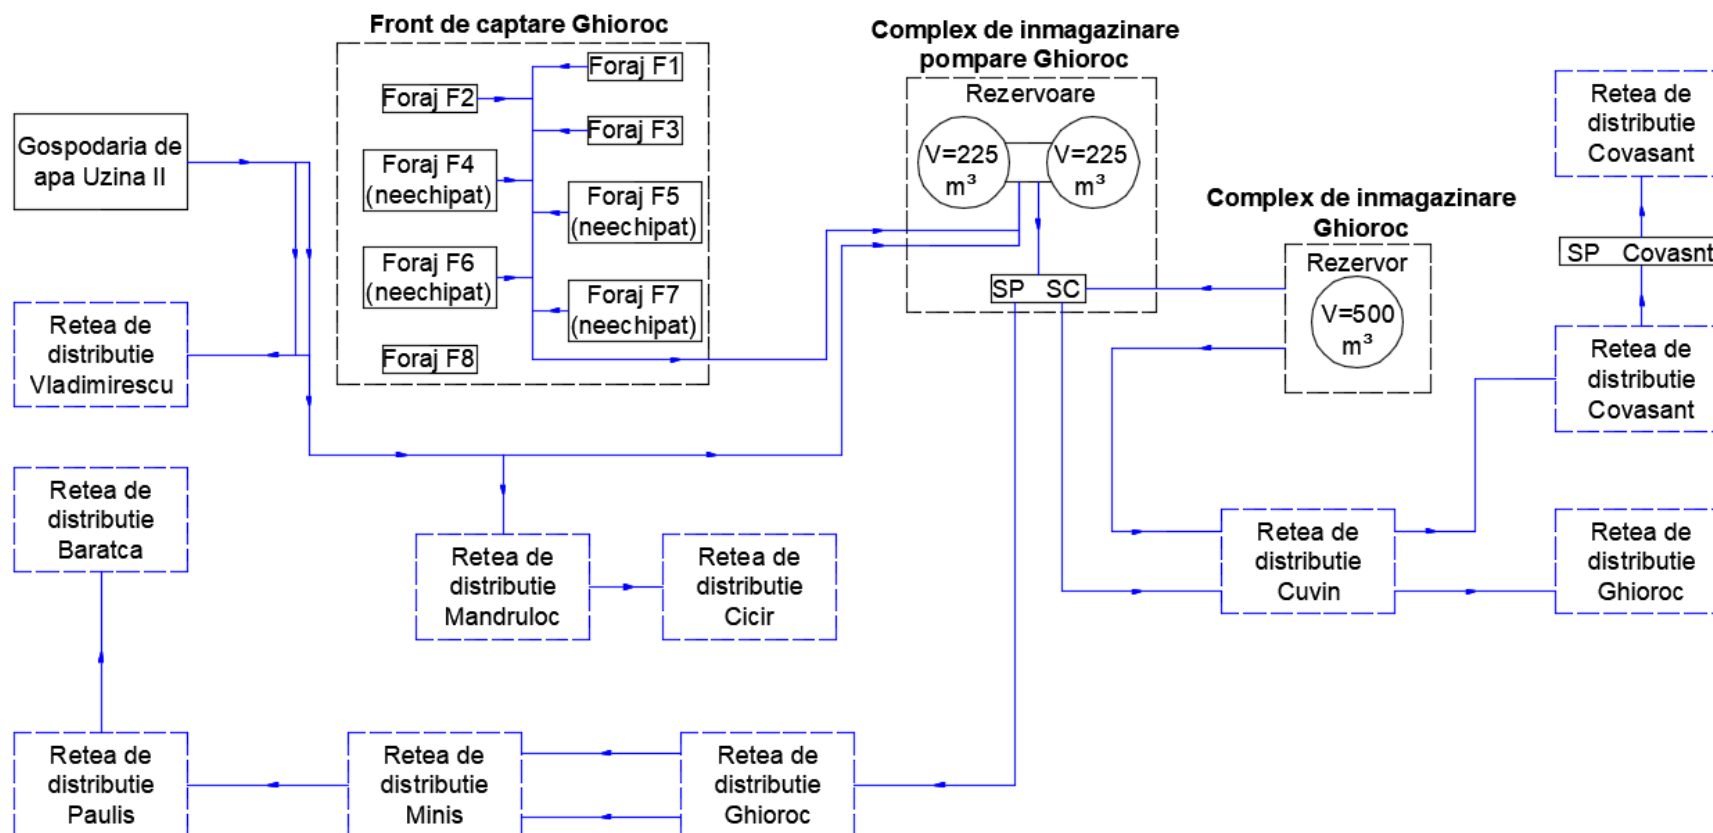 Front de captare Ghioroc
Foraj F1
Foraj F2
Foraj F3
Foraj F4
(neechipat)
Foraj F5
(neechipat)
Foraj F6
(neechipat)
Foraj F7
(neechipat)
Foraj F8
Gospodaria de
apa Uzina II
Retea de
distributie
Vladimirescu
Retea de
distributie
Baratca
Retea de
distributie
Mandruloc
Retea de
distributie
Cicir
Complex de inmagazinare
pompare Ghioroc
Rezervoare
V=225
m³
V=225
m³
SP SC
Complex de inmagazinare
Ghioroc
Rezervor
V=500
m³
Retea de
distributie
Covasant
SP Covasnt
Retea de
distributie
Covasant
Retea de
distributie
Cuvin
Retea de
distributie
Ghioroc
Retea de
distributie
Paulis
Retea de
distributie
Minis
Retea de
distributie
Ghioroc